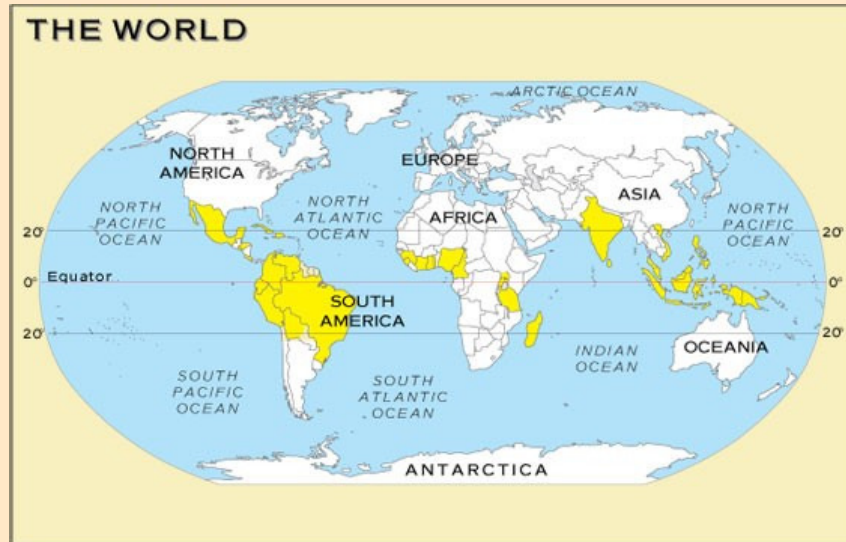 THE WORLD
ARCTIC OCEAN
NORTH
AMERICA
EUROPE
ASIA
NORTH
PACIFIC
OCEAN
NORTH
ATLANTIC
OCEAN
AFRICA
NORTH
PACIFIC
OCEAN
20°
20°
Equator
0°
0°
SOUTH
AMERICA
20°
20°
INDIAN
OCEAN
OCEANIA
SOUTH
PACIFIC
OCEAN
SOUTH
ATLANTIC
OCEAN
ANTARCTICA